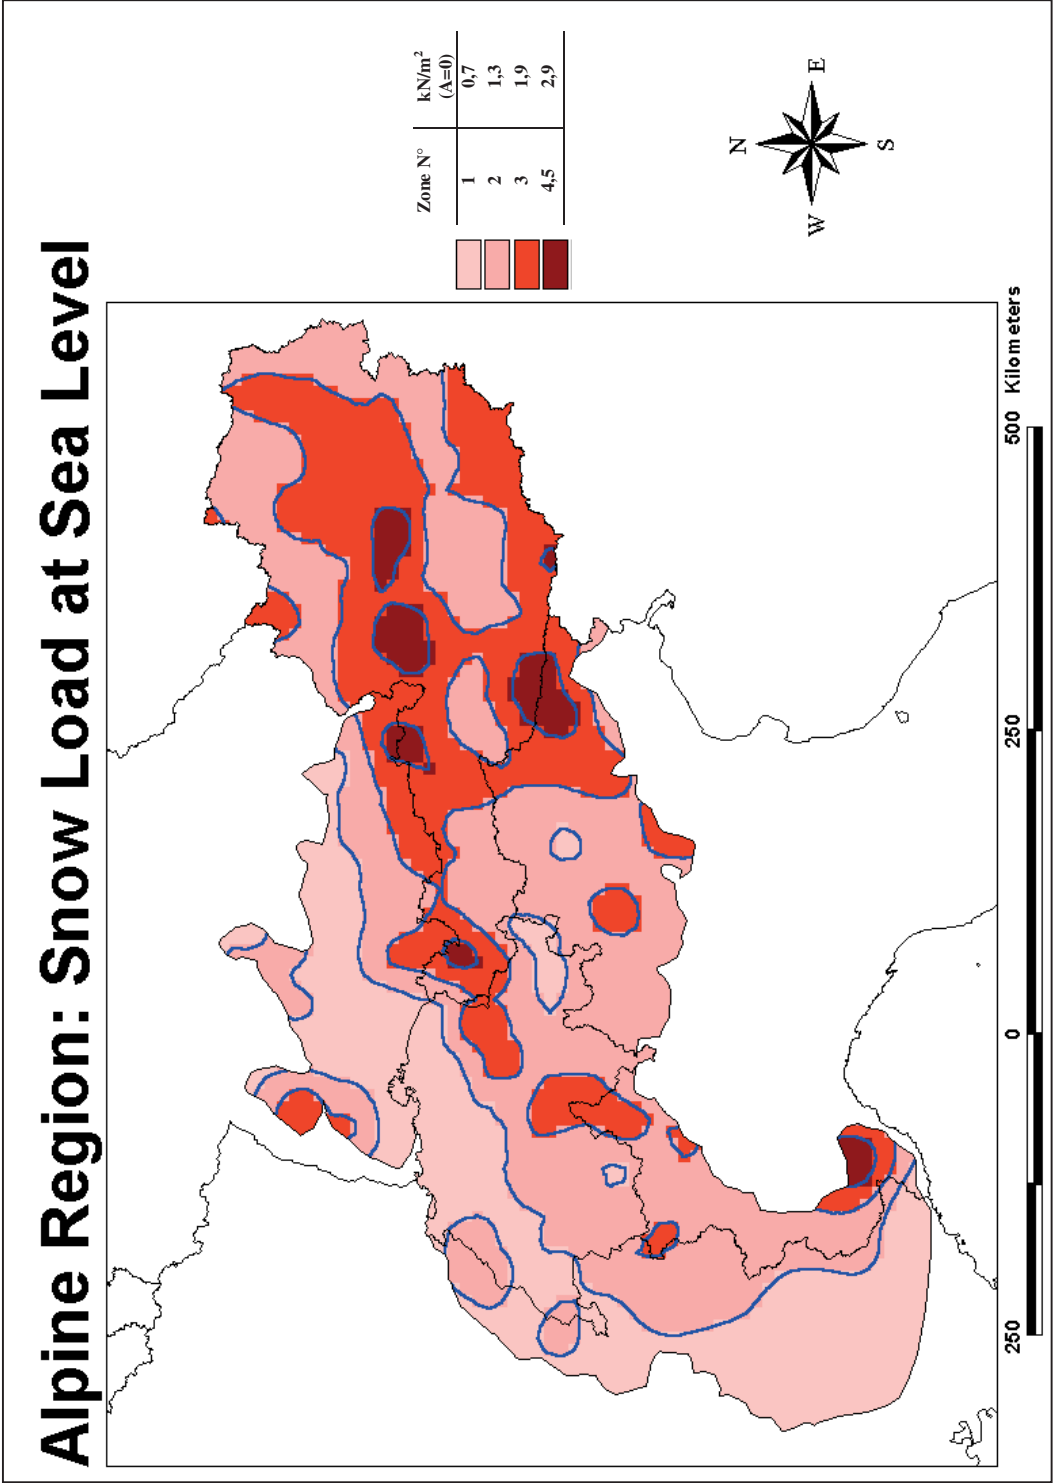 Alpine Region: Snow Load at Sea Level
Zone N° kN/m²
(A=0)
1 0,7
2 1,3
3 1,9
4,5 2,9
N
W E
S
250 0 250 500 Kilometers